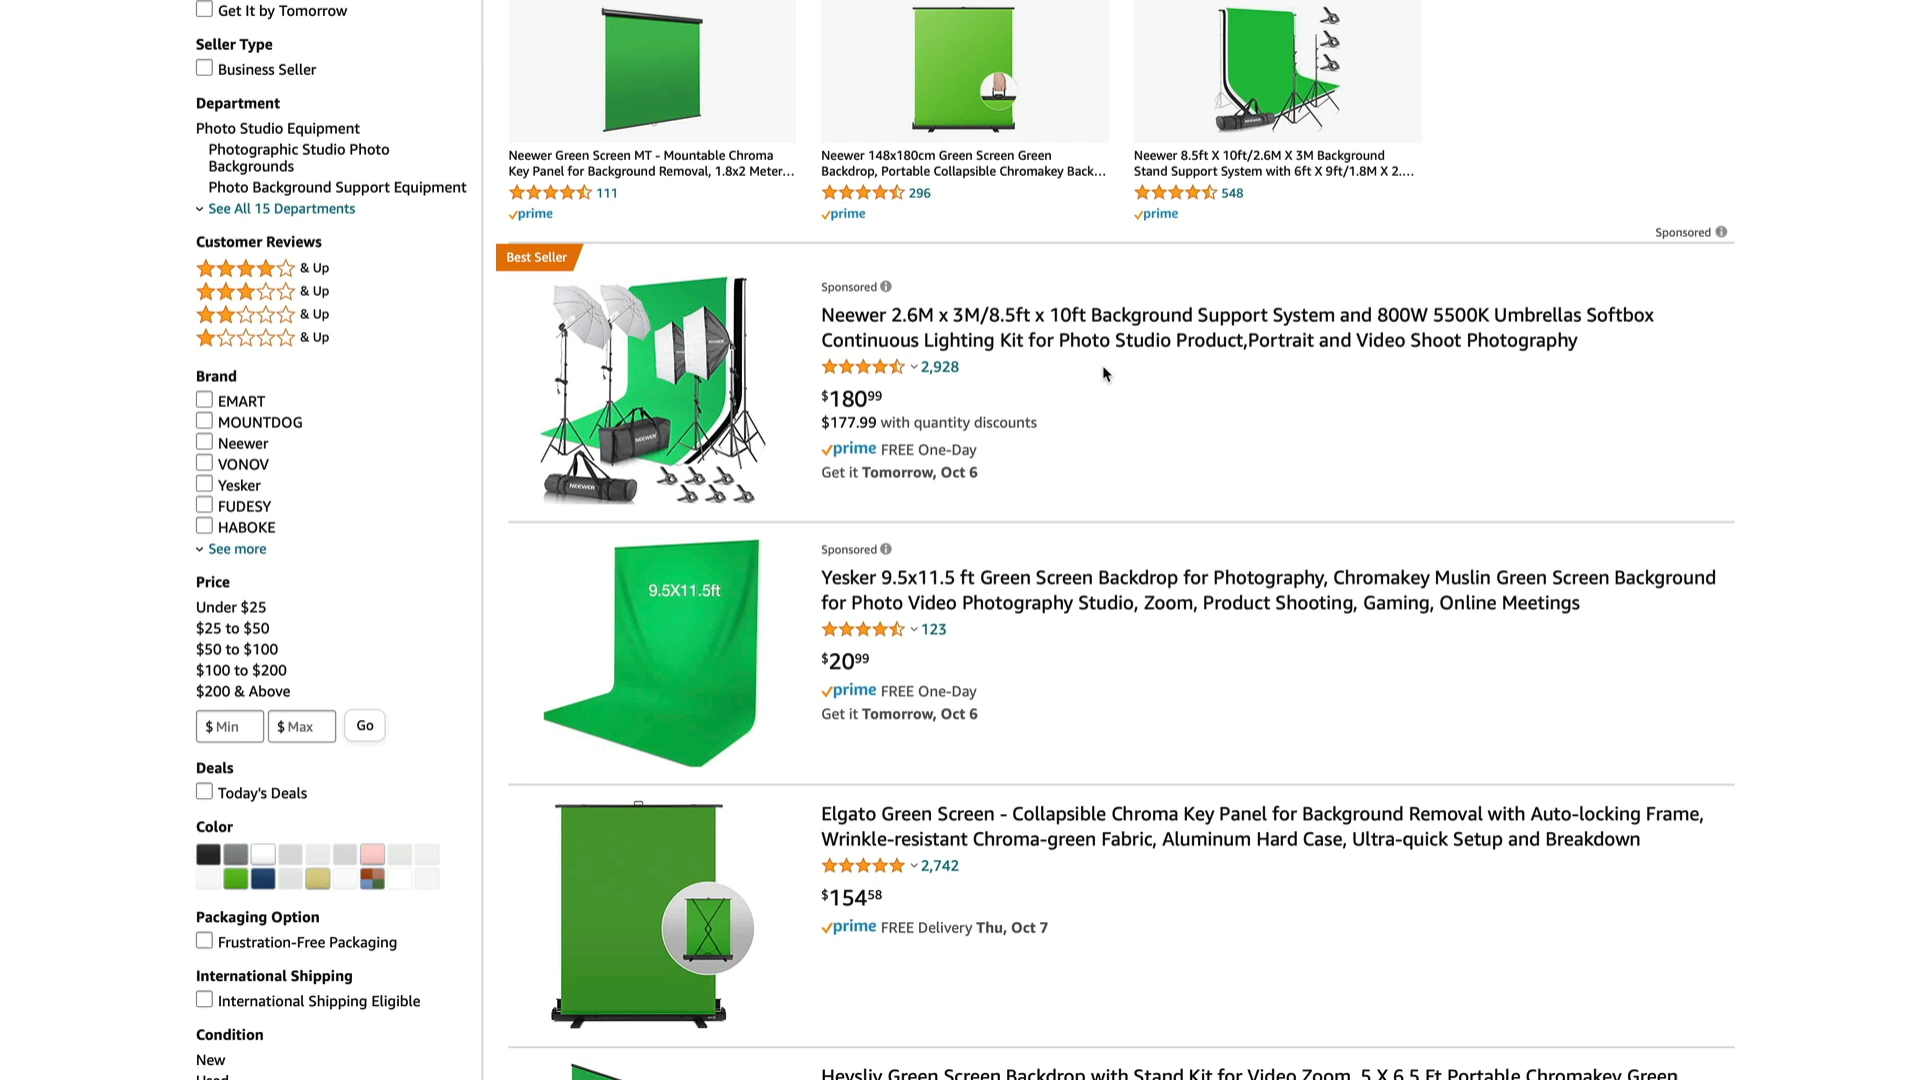 Get It by Tomorrow
Seller Type
Business Seller
Department
Photo Studio Equipment
Photographic Studio Photo
Backgrounds
Photo Background Support Equipment
See All 15 Departments
Customer Reviews
& Up
& Up
& Up
& Up
Brand
EMART
MOUNTDOG
Neewer
VONOV
Yesker
FUDESY
HABOKE
See more
Price
Under $25
$25 to $50
$50 to $100
$100 to $200
$200 & Above
$ Min $ Max Go
Deals
Today's Deals
Color
Packaging Option
Frustration-Free Packaging
International Shipping
International Shipping Eligible
Condition
New
Used
Neewer Green Screen MT - Mountable Chroma
Key Panel for Background Removal, 1.8x2 Meter...
111
prime
Neewer 148x180cm Green Screen Green
Backdrop, Portable Collapsible Chromakey Back...
296
prime
Neewer 8.5ft X 10ft/2.6M X 3M Background
Stand Support System with 6ft X 9ft/1.8M X 2....
548
prime
Sponsored
Best Seller
NEEWER
NEEWER
Sponsored
Neewer 2.6M x 3M/8.5ft x 10ft Background Support System and 800W 5500K Umbrellas Softbox
Continuous Lighting Kit for Photo Studio Product,Portrait and Video Shoot Photography
2,928
$18099
$177.99 with quantity discounts
prime FREE One-Day
Get it Tomorrow, Oct 6
9.5X11.5ft
Sponsored
Yesker 9.5x11.5 ft Green Screen Backdrop for Photography, Chromakey Muslin Green Screen Background
for Photo Video Photography Studio, Zoom, Product Shooting, Gaming, Online Meetings
123
$2099
prime FREE One-Day
Get it Tomorrow, Oct 6
Elgato Green Screen - Collapsible Chroma Key Panel for Background Removal with Auto-locking Frame,
Wrinkle-resistant Chroma-green Fabric, Aluminum Hard Case, Ultra-quick Setup and Breakdown
2,742
$15458
prime FREE Delivery Thu, Oct 7
Heysliy Green Screen Backdrop with Stand Kit for Video Zoom, 5 X 6.5 Ft Portable Chromakey Green